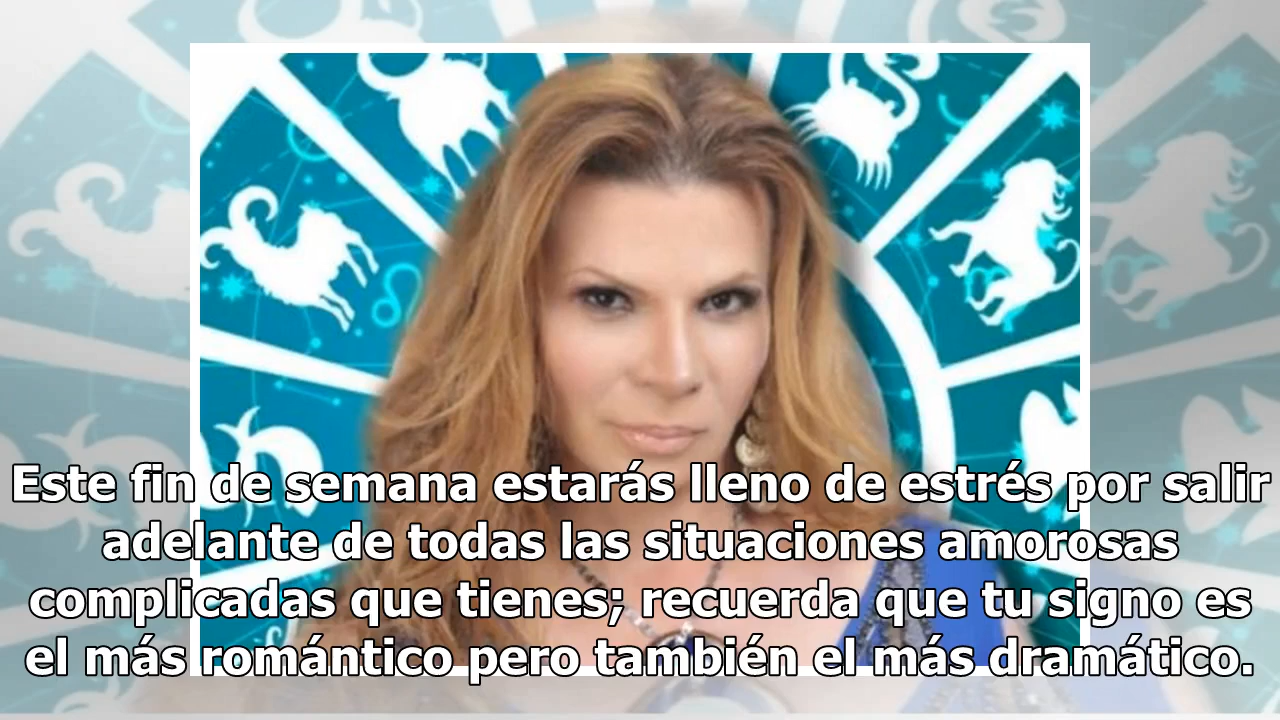 Este fin de semana estarás lleno de estrés por salir
adelante de todas las situaciones amorosas
complicadas que tienes; recuerda que tu signo es
el más romántico pero también el más dramático.